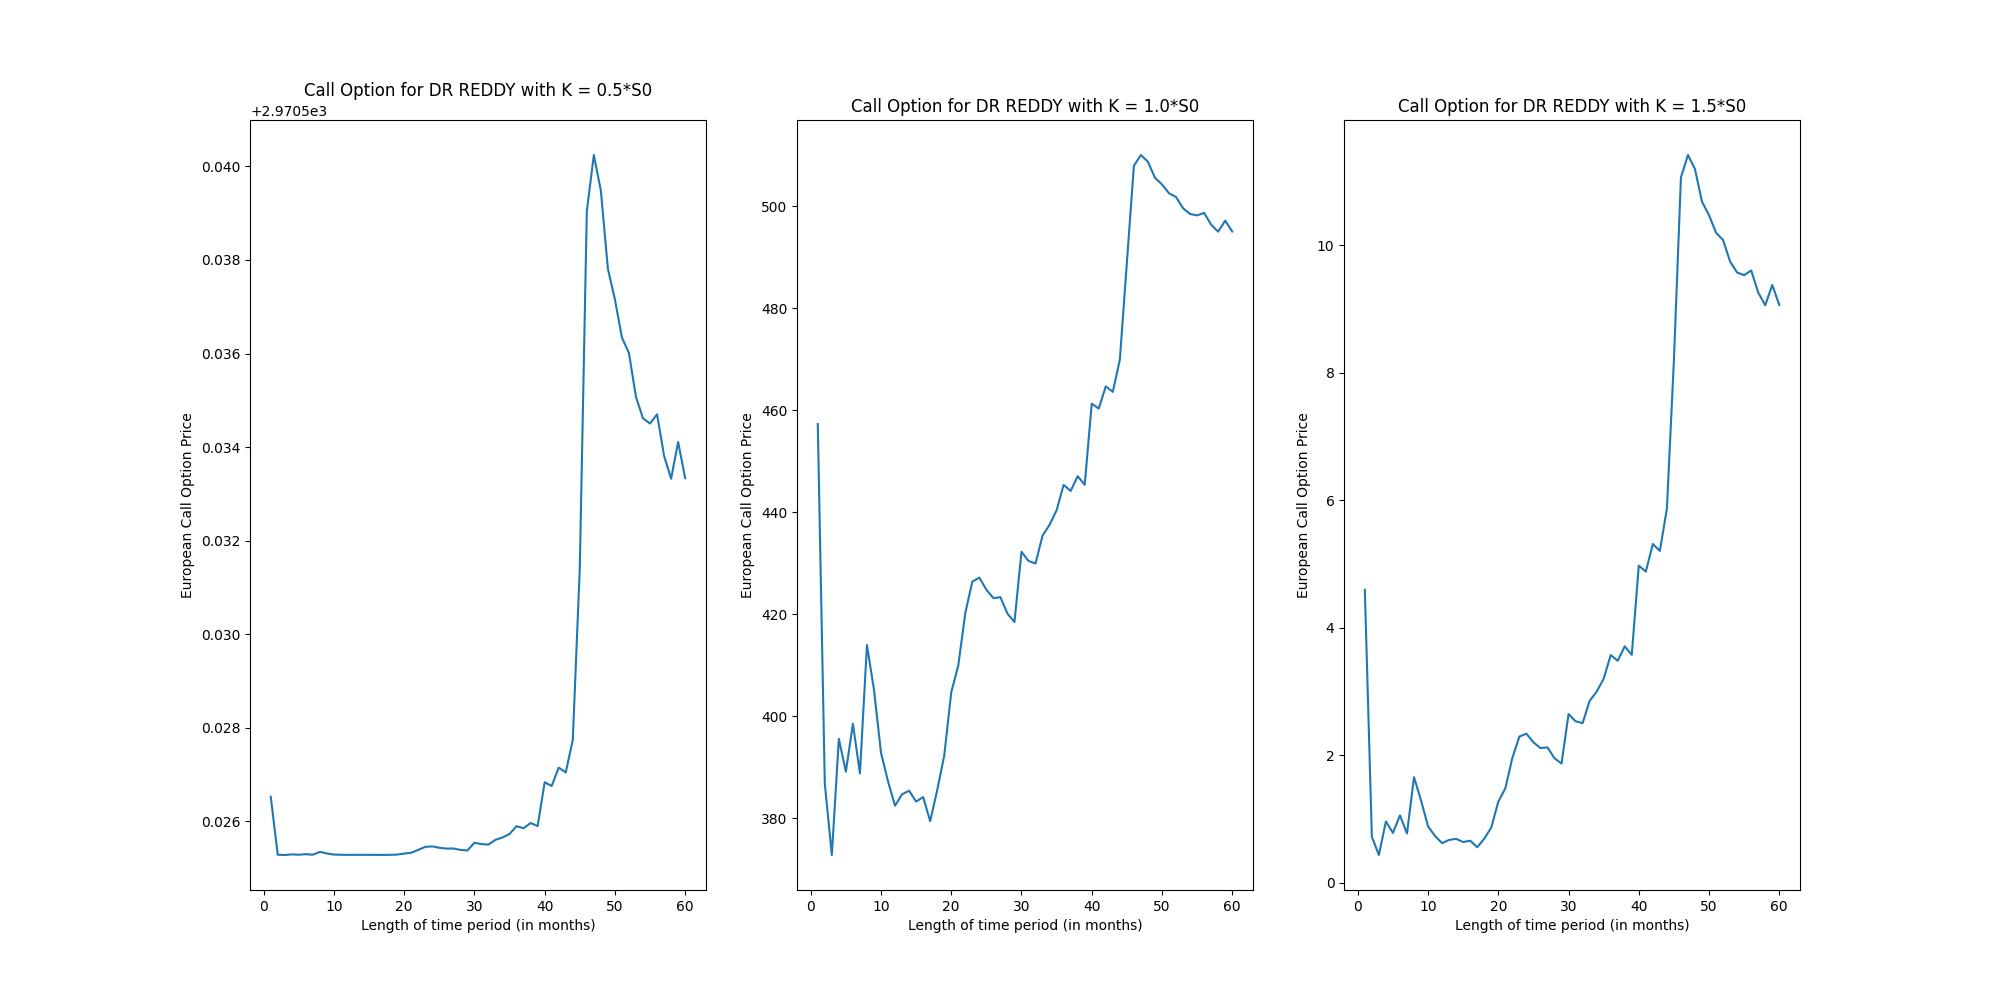 Call Option for DR REDDY with K = 0.5*S0
+2.9705e3
0.040
0.038
0.036
0.034
0.032
0.030
0.028
0.026
European Call Option Price
0 10 20 30 40 50 60
Length of time period (in months)
Call Option for DR REDDY with K = 1.0*S0
500
480
460
440
420
400
380
European Call Option Price
0 10 20 30 40 50 60
Length of time period (in months)
Call Option for DR REDDY with K = 1.5*S0
10
8
6
4
2
0
European Call Option Price
0 10 20 30 40 50 60
Length of time period (in months)